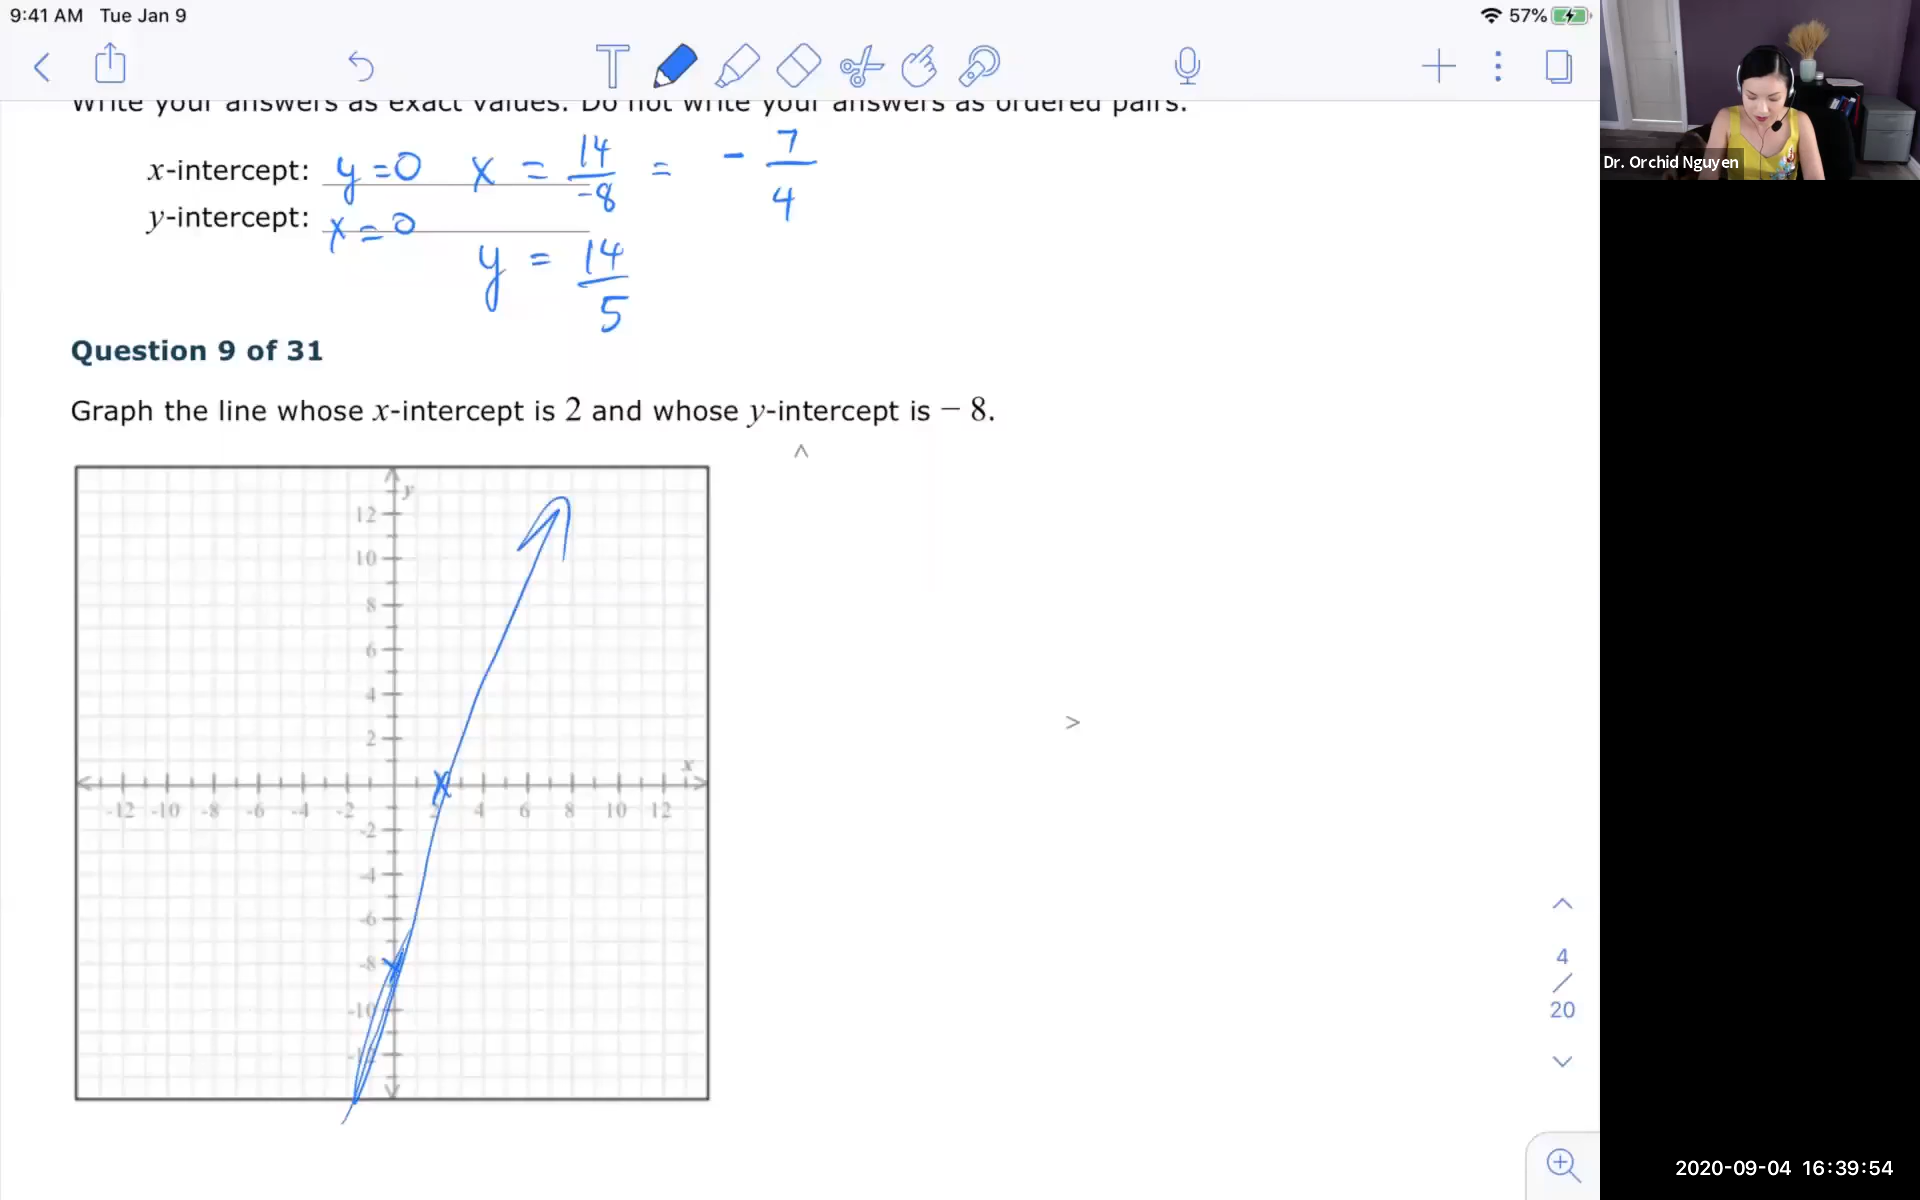 9:41 AM Tue Jan 9
57%
Write your answers as exact values. Do not write your answers as ordered pairs.
x-intercept: y = 0 x = 14/-8 = - 7/4
y-intercept: x = 0
y = 14/5
Question 9 of 31
Graph the line whose x-intercept is 2 and whose y-intercept is − 8.
y
12
10
8
6
4
2
x
-12 -10 -8 -6 -4 -2 4 6 8 10 12
-2
-4
-6
-8
-10
4
/
20
Dr. Orchid Nguyen
2020-09-04 16:39:54